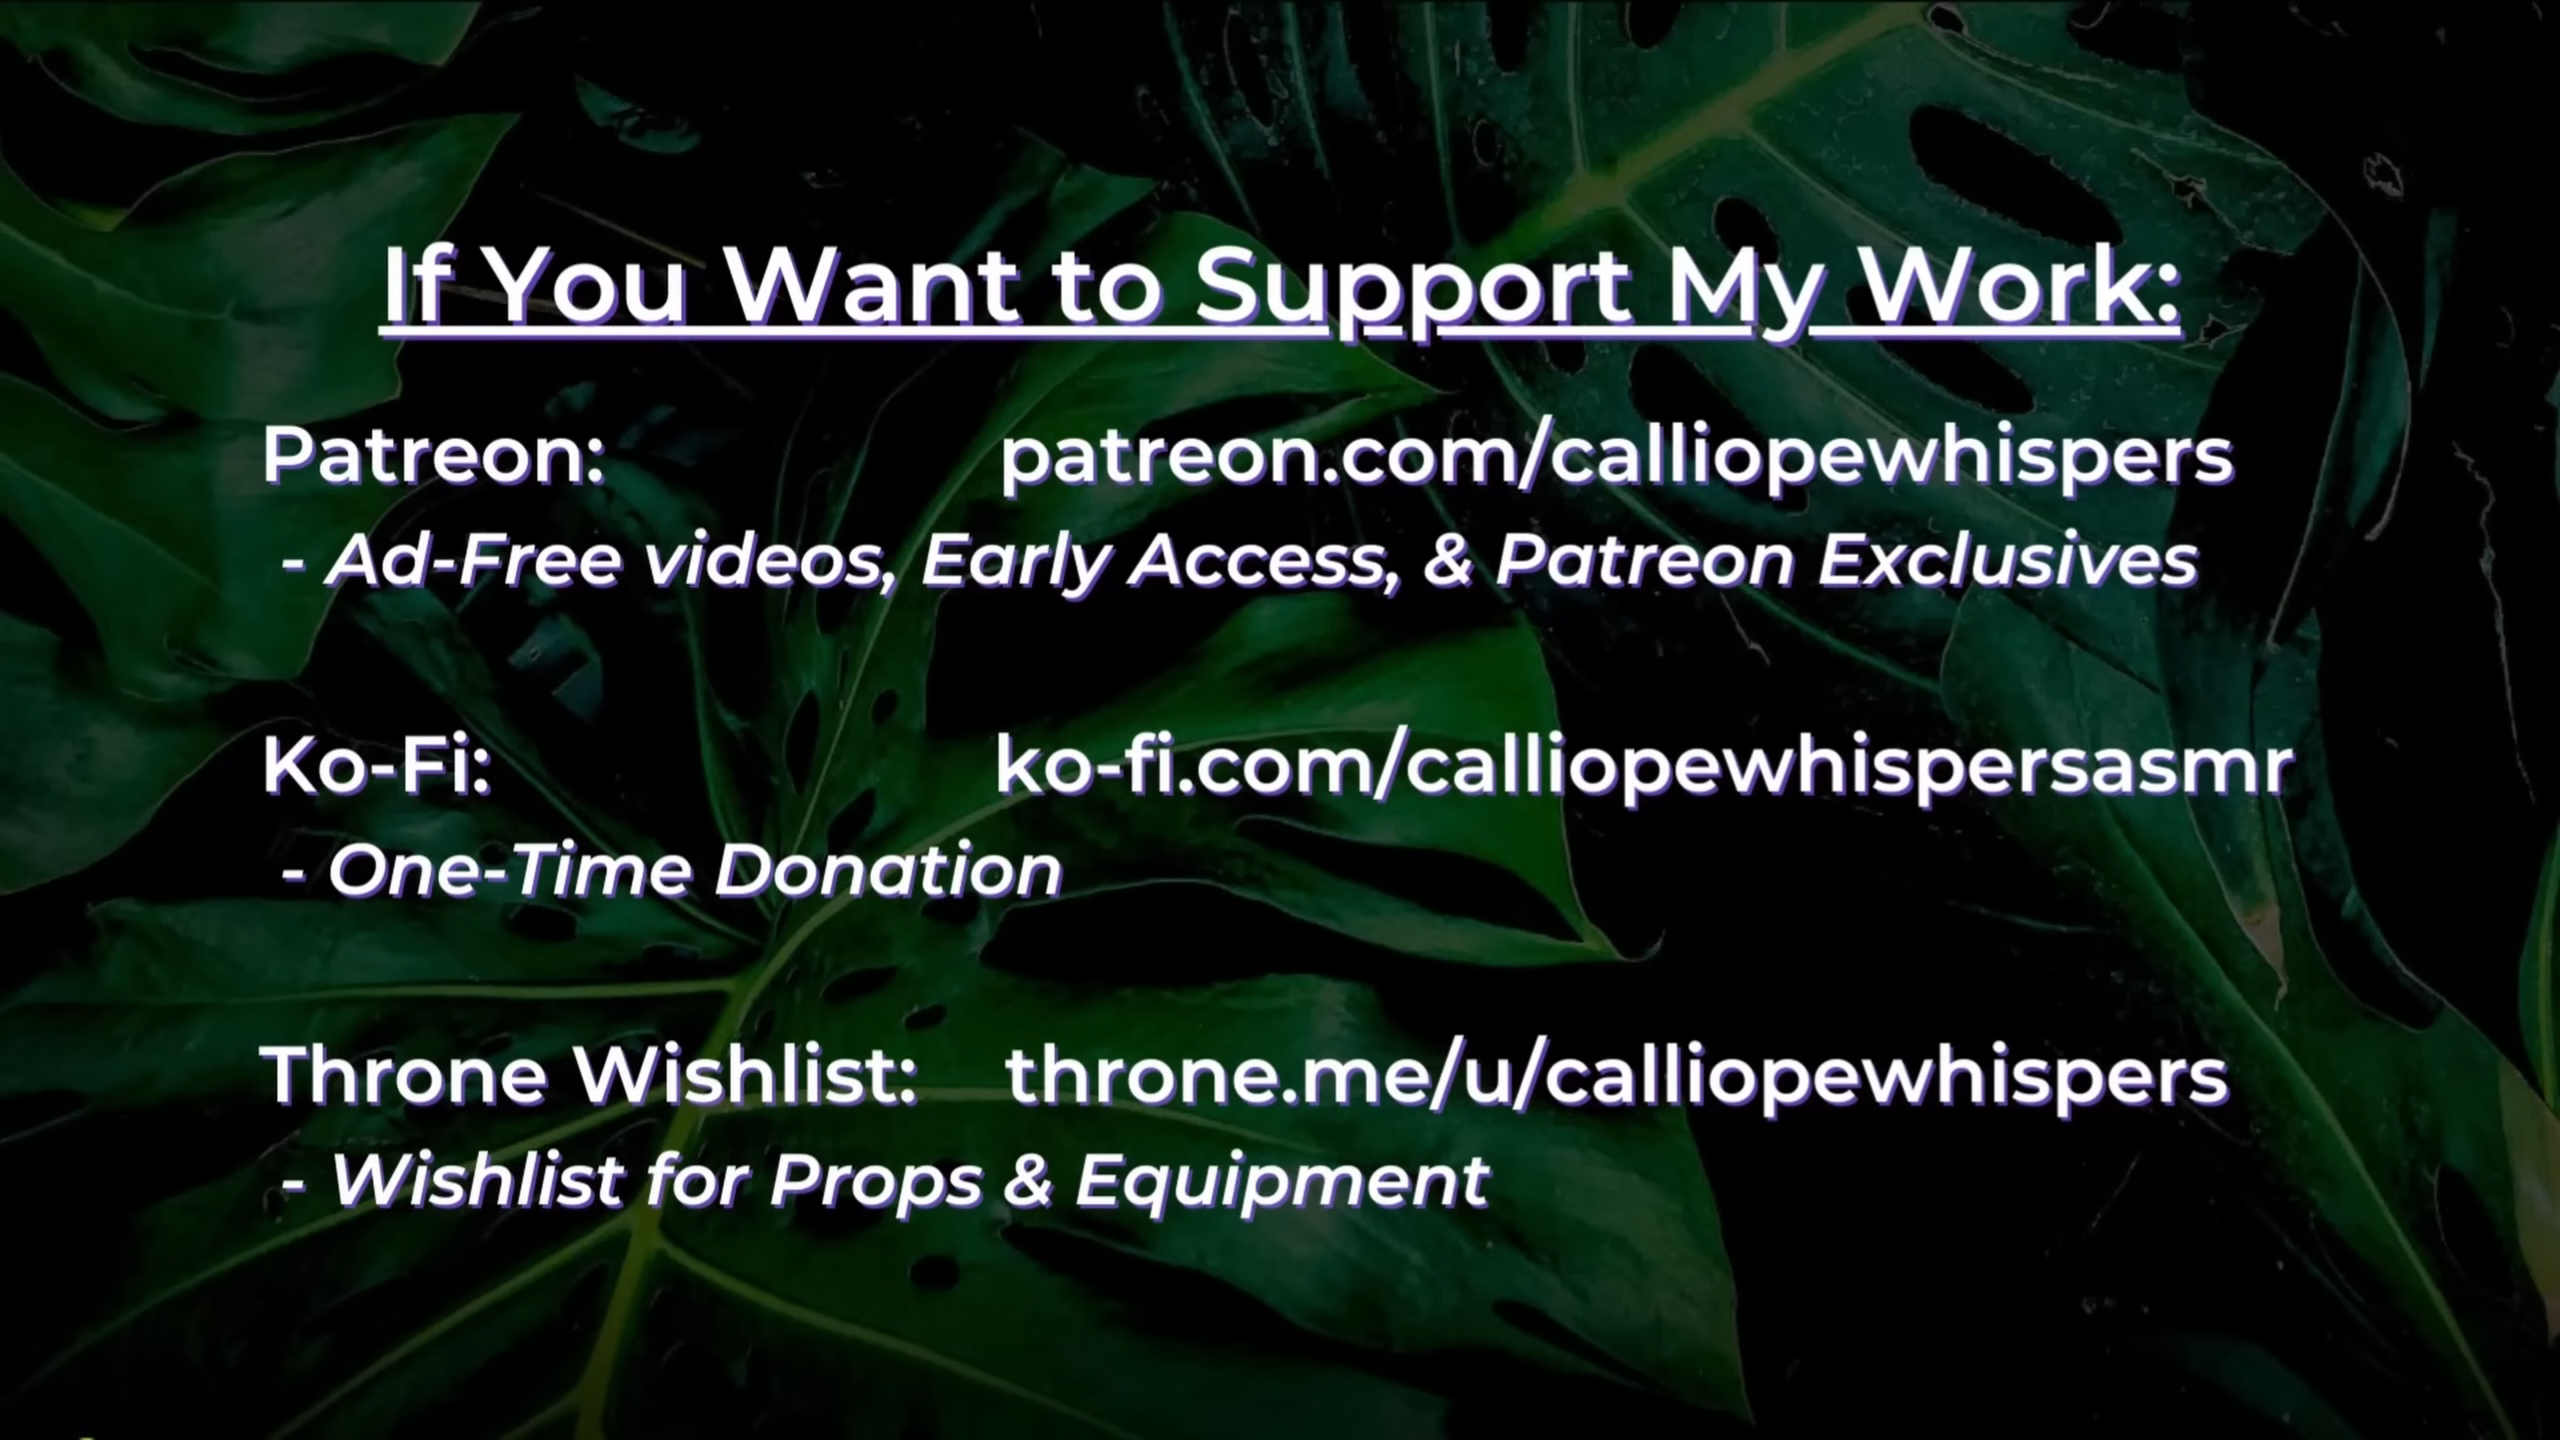 If You Want to Support My Work:
Patreon: patreon.com/calliopewhispers
- Ad-Free videos, Early Access, & Patreon Exclusives
Ko-Fi: ko-fi.com/calliopewhispersasmr
- One-Time Donation
Throne Wishlist: throne.me/u/calliopewhispers
- Wishlist for Props & Equipment